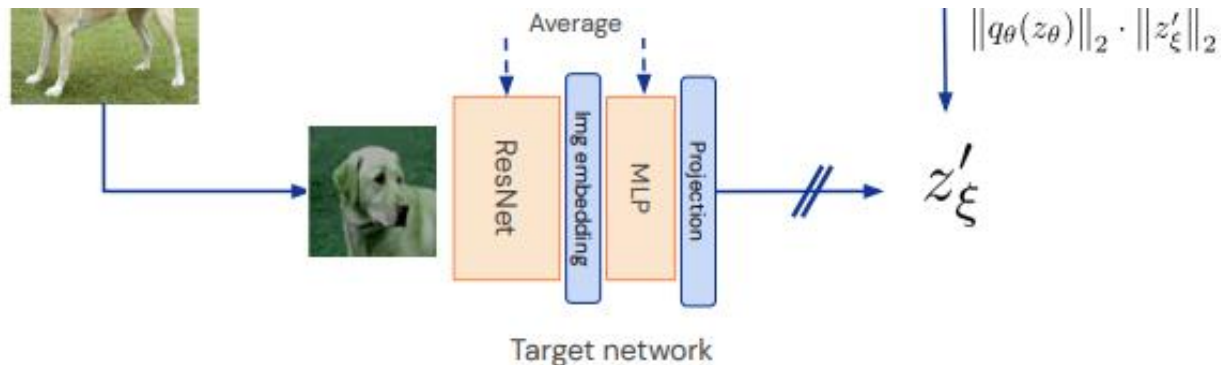 Average
‖q_θ(z_θ)‖₂ · ‖z′_ξ‖₂
ResNet
Img embedding
MLP
Projection
z′_ξ
Target network